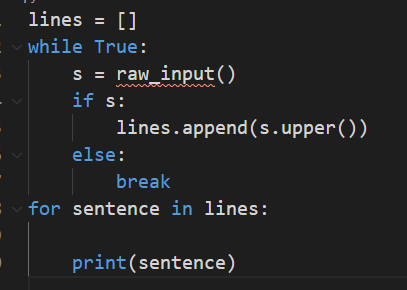 lines = []
while True:
    s = raw_input()
    if s:
        lines.append(s.upper())
    else:
        break
for sentence in lines:

    print(sentence)